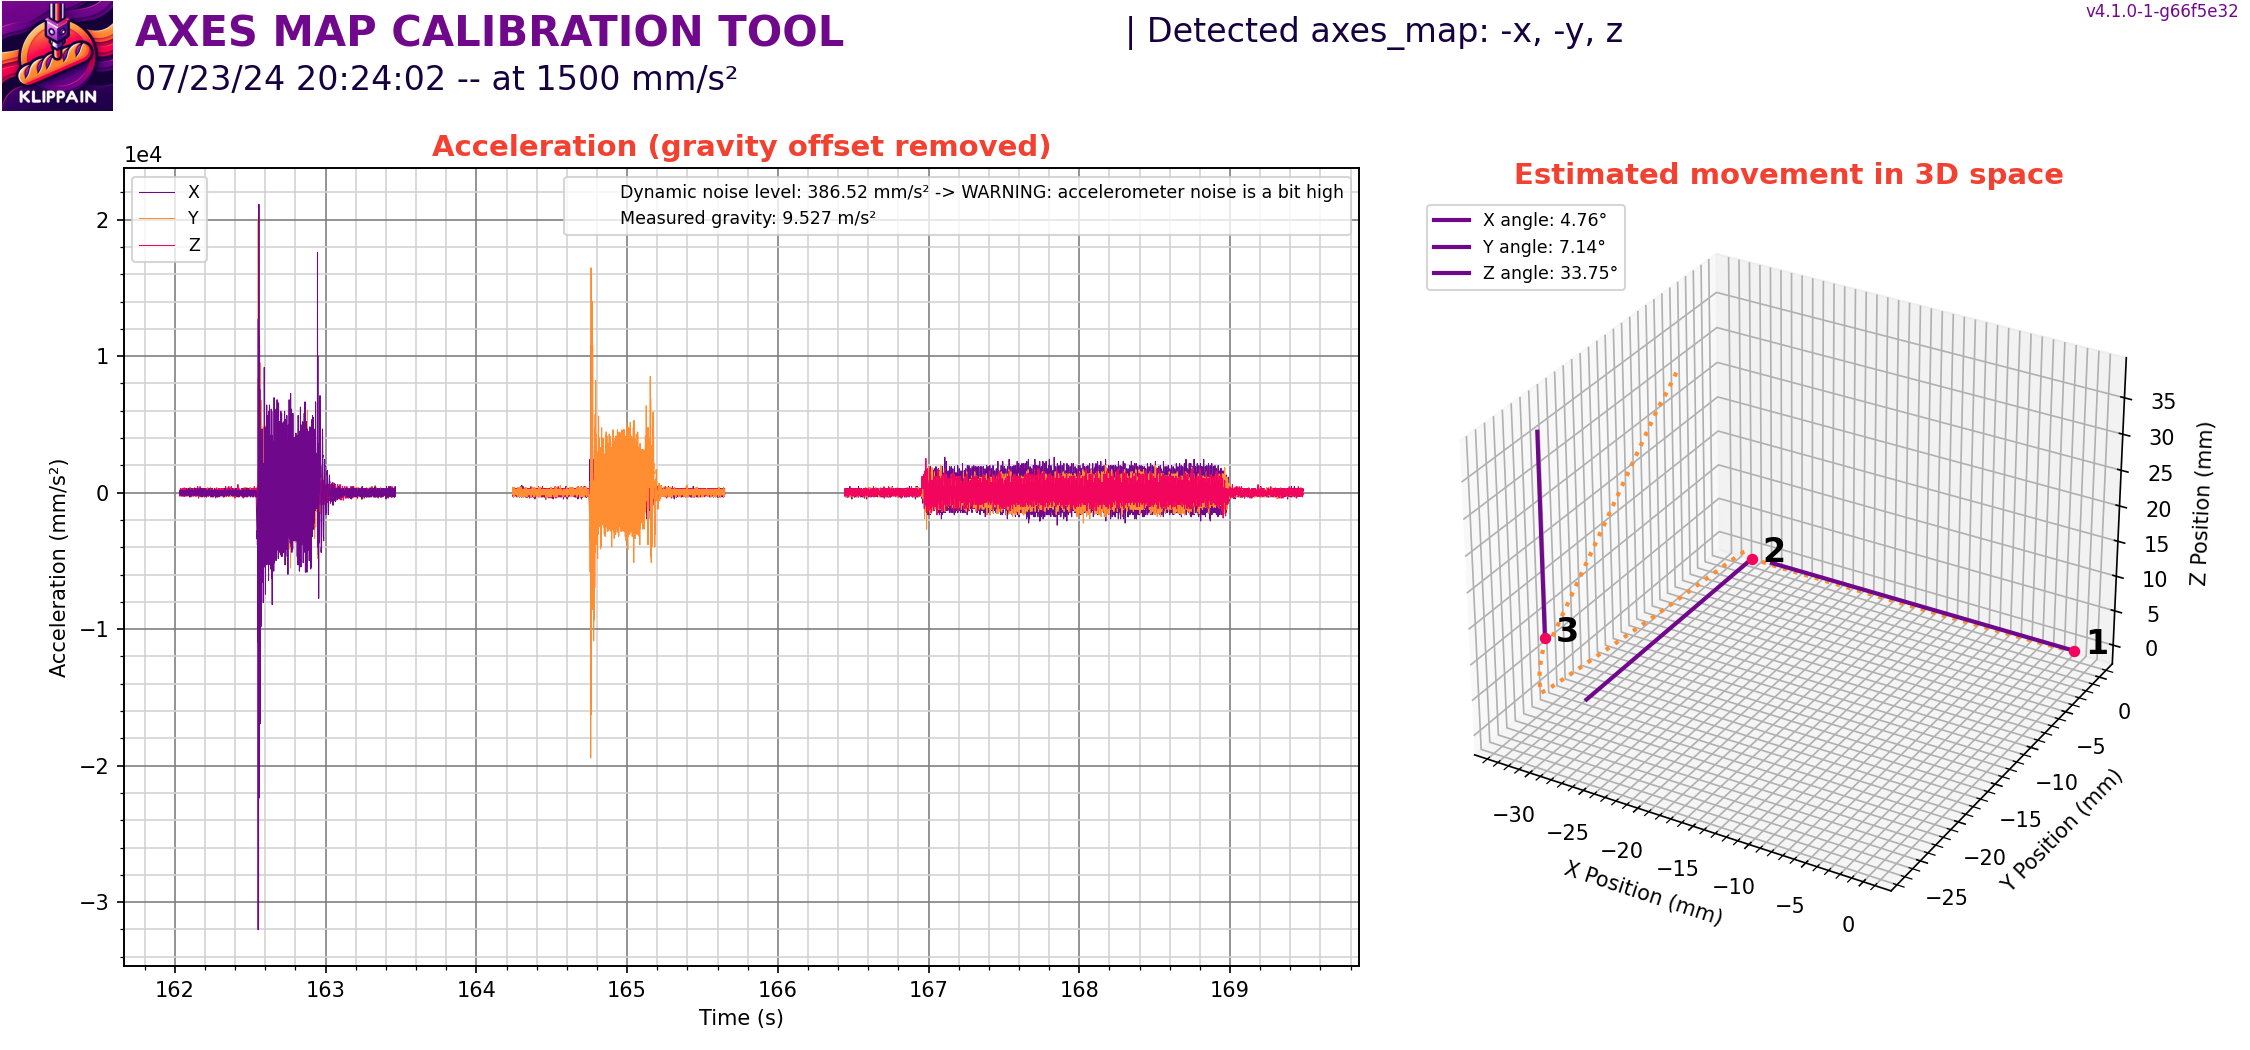 KLIPPAIN
AXES MAP CALIBRATION TOOL
07/23/24 20:24:02 -- at 1500 mm/s²
| Detected axes_map: -x, -y, z
v4.1.0-1-g66f5e32
Acceleration (gravity offset removed)
1e4
X
Y
Z
Dynamic noise level: 386.52 mm/s² -> WARNING: accelerometer noise is a bit high
Measured gravity: 9.527 m/s²
2
1
0
−1
−2
−3
Acceleration (mm/s²)
162 163 164 165 166 167 168 169
Time (s)
Estimated movement in 3D space
X angle: 4.76°
Y angle: 7.14°
Z angle: 33.75°
1
2
3
35
30
25
20
15
10
5
0
Z Position (mm)
0
−5
−10
−15
−20
−25
Y Position (mm)
−30
−25
−20
−15
−10
−5
0
X Position (mm)